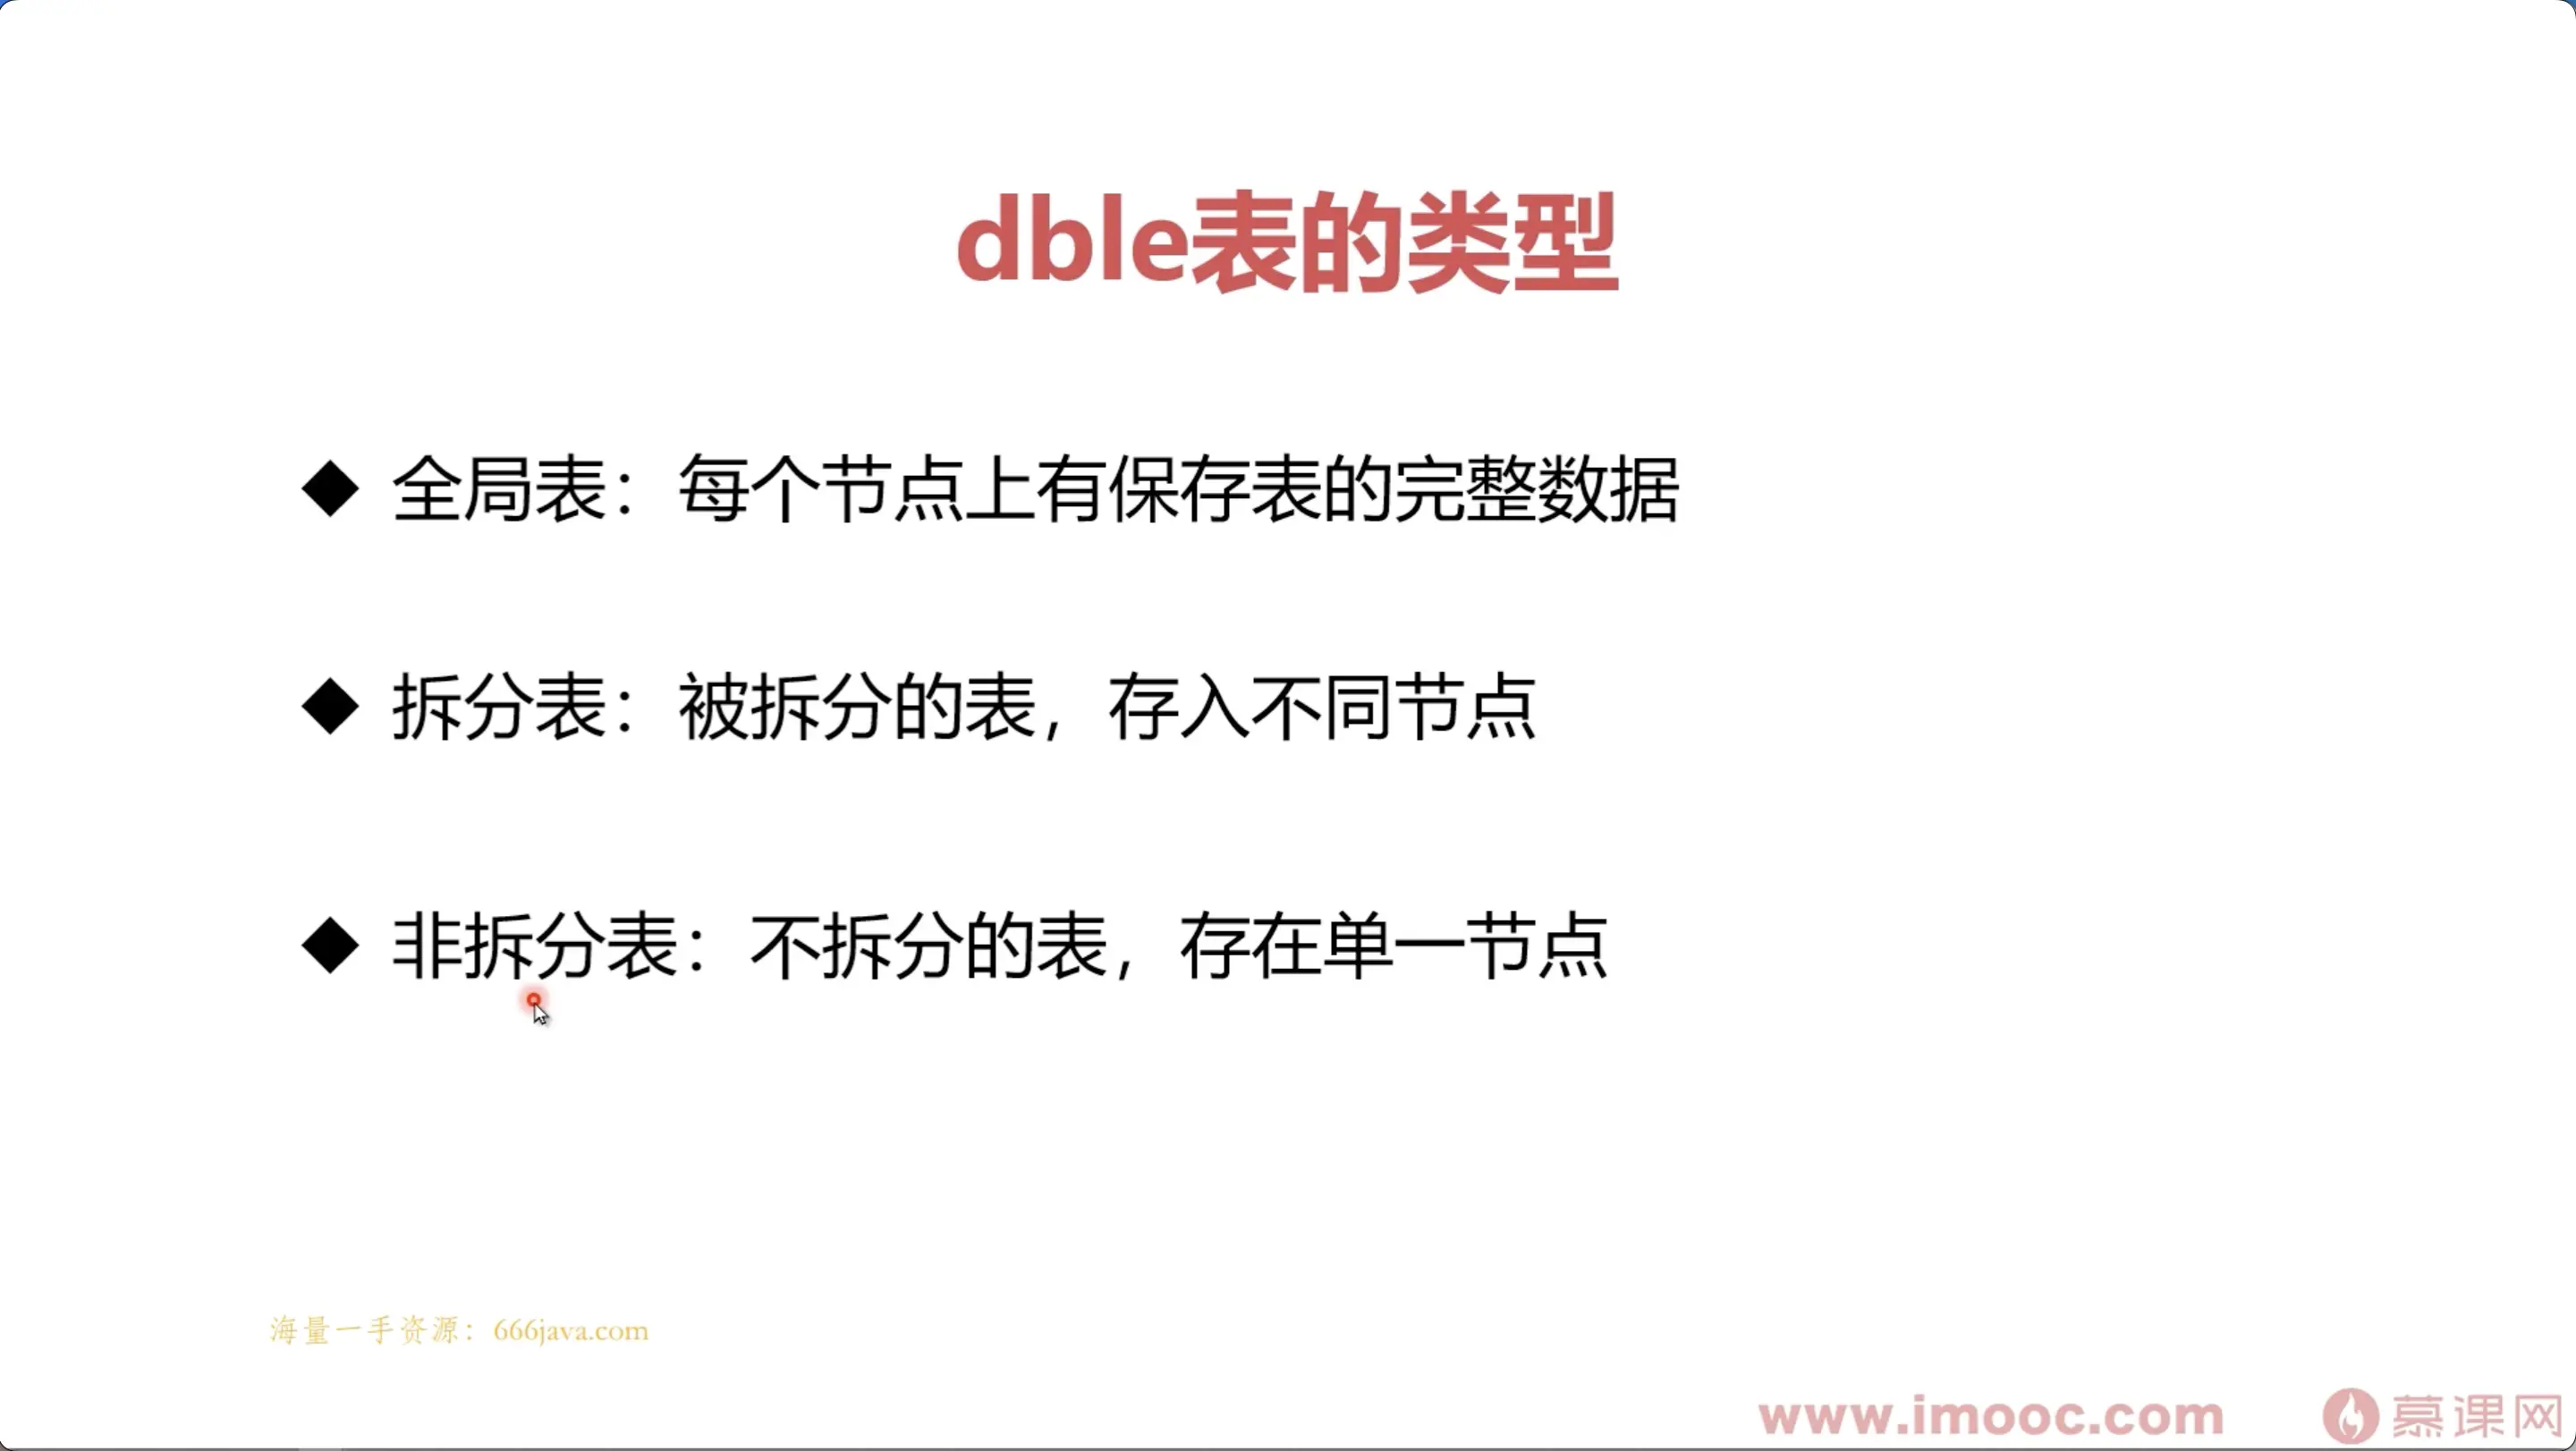 dble表的类型
◆ 全局表：每个节点上有保存表的完整数据
◆ 拆分表：被拆分的表，存入不同节点
◆ 非拆分表：不拆分的表，存在单一节点
海量一手资源：666java.com
www.imooc.com 慕课网